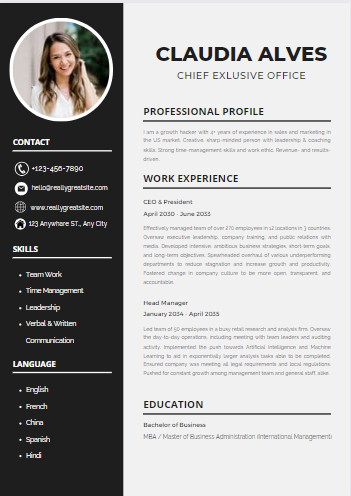 CLAUDIA ALVES
CHIEF EXLUSIVE OFFICE
CONTACT
+123-456-7890
hello@reallygreatsite.com
www.reallygreatsite.com
123 Anywhare ST., Any City
SKILLS
Team Work
Time Management
Leadership
Verbal & Written
Communication
LANGUAGE
English
French
China
Spanish
Hindi
PROFESSIONAL PROFILE
I am a growth hacker with 4+ years of experience in sales and marketing in
the US market. Creative, sharp-minded person with leadership & coaching
skills. Strong time-management skills and work ethic. Revenue- and results-
driven.
WORK EXPERIENCE
CEO & President
April 2030 - June 2033
Effectively managed team of over 270 employees in 12 locations in 3 countries.
Oversaw executive leadership, company training, and public relations with
media. Developed intensive, ambitious business strategies, short-term goals,
and long-term objectives. Spearheaded overhaul of various underperforming
departments to reduce stagnation and increase growth and productivity.
Fostered change in company culture to be more open, transparent, and
accountable.
Head Manager
January 2034 - April 2035
Led team of 50 employees in a busy retail research and analysis firm. Oversaw
the day-to-day operations, including meeting with team leaders and auditing
activity. Implemented the push towards Artificial Intelligence and Machine
Learning to aid in exponentially larger analysis tasks able to be completed.
Ensured company was meeting all legal requirements and local regulations.
Pushed for constant growth among management team and general staff, alike.
EDUCATION
Bachelor of Business
MBA / Master of Business Administration (International Management)